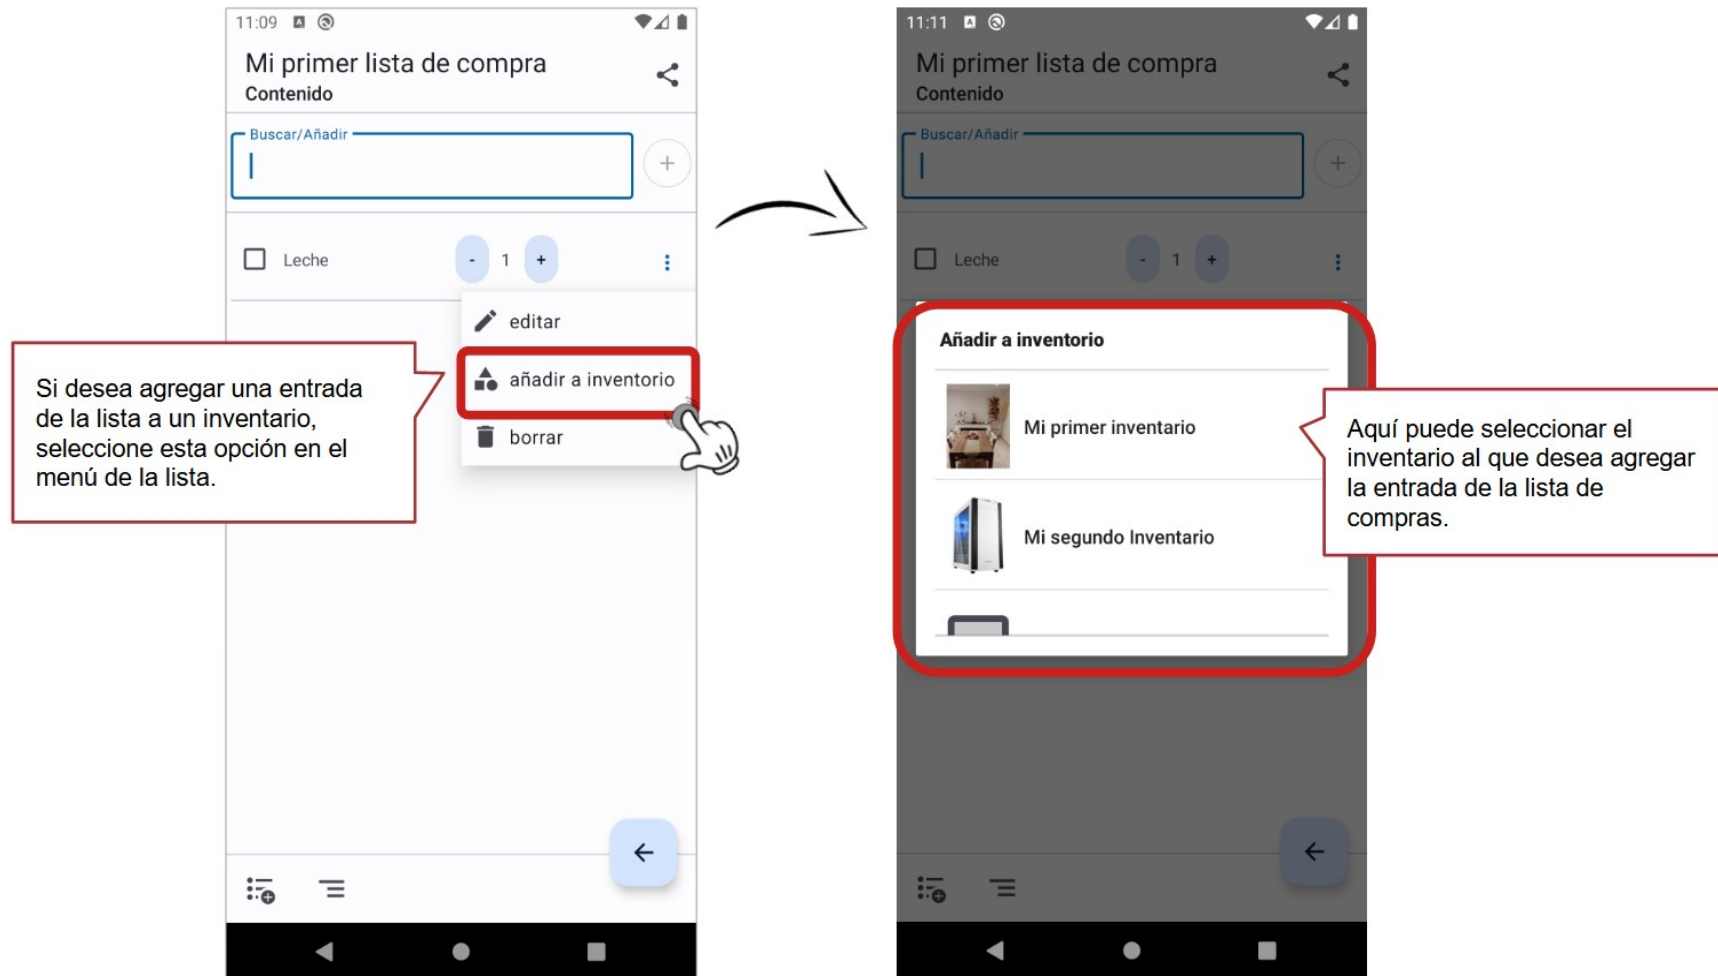 11:09
Mi primer lista de compra
Contenido
Buscar/Añadir
+
Leche - 1 +
editar
añadir a inventorio
borrar
Si desea agregar una entrada
de la lista a un inventario,
seleccione esta opción en el
menú de la lista.
11:11
Mi primer lista de compra
Contenido
Buscar/Añadir
+
Leche - 1 +
Añadir a inventorio
Mi primer inventario
Mi segundo Inventario
Aquí puede seleccionar el
inventario al que desea agregar
la entrada de la lista de
compras.